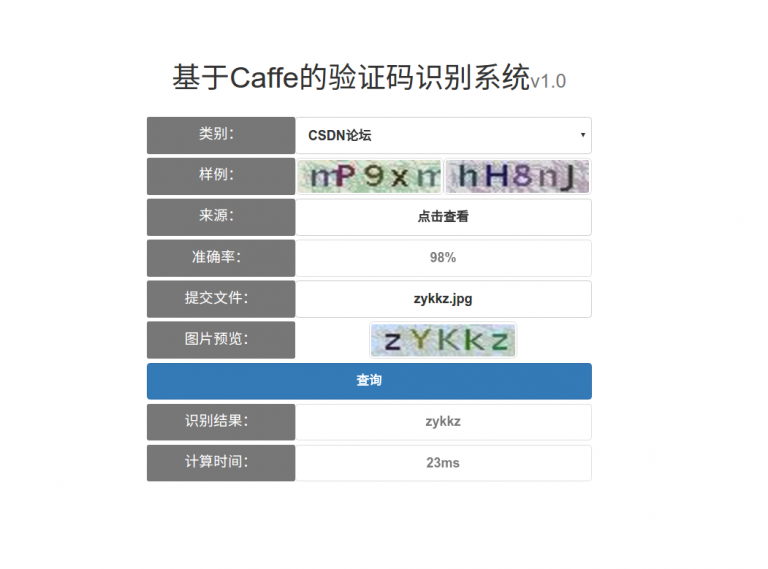 基于Caffe的验证码识别系统v1.0
类别： CSDN论坛
样例： mP9xm hH8nJ
来源： 点击查看
准确率： 98%
提交文件： zykkz.jpg
图片预览： zYKkz
查询
识别结果： zykkz
计算时间： 23ms